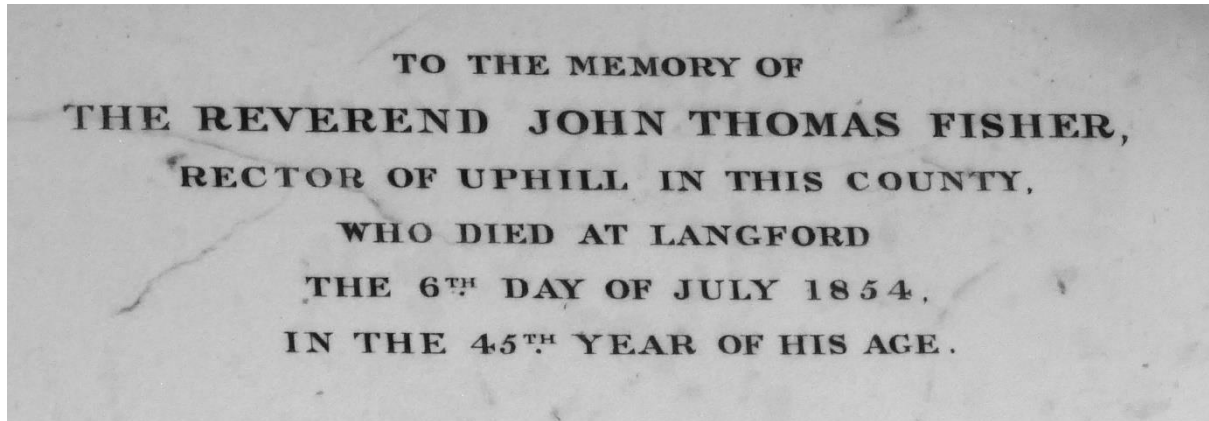 TO THE MEMORY OF
THE REVEREND JOHN THOMAS FISHER,
RECTOR OF UPHILL IN THIS COUNTY,
WHO DIED AT LANGFORD
THE 6TH DAY OF JULY 1854,
IN THE 45TH YEAR OF HIS AGE.